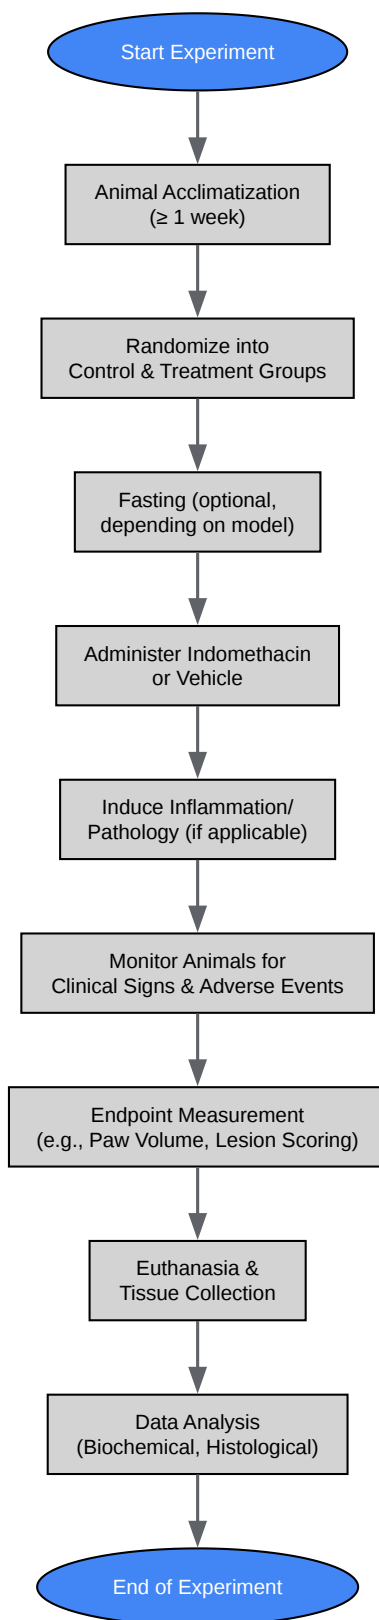 Start Experiment
Animal Acclimatization
(≥ 1 week)
Randomize into
Control & Treatment Groups
Fasting (optional,
depending on model)
Administer Indomethacin
or Vehicle
Induce Inflammation/
Pathology (if applicable)
Monitor Animals for
Clinical Signs & Adverse Events
Endpoint Measurement
(e.g., Paw Volume, Lesion Scoring)
Euthanasia &
Tissue Collection
Data Analysis
(Biochemical, Histological)
End of Experiment